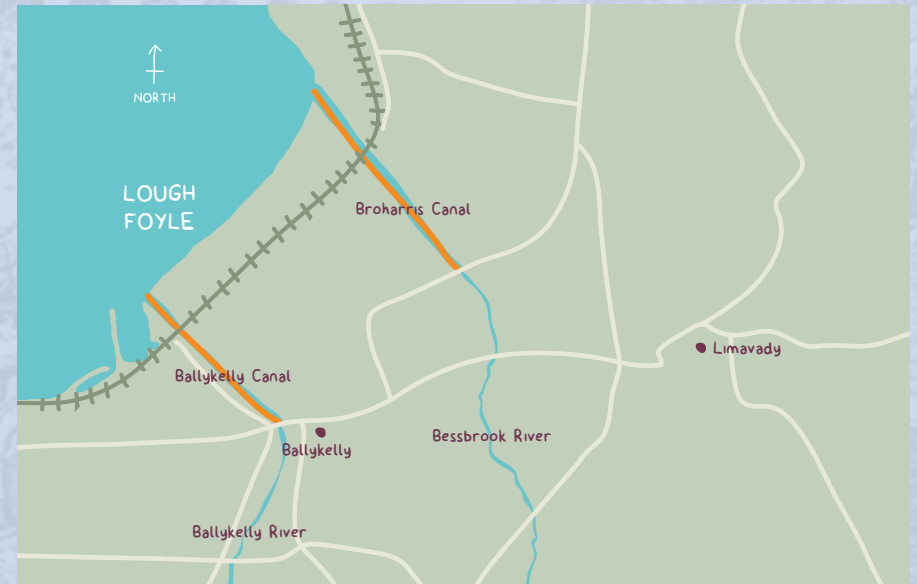 NORTH
LOUGH
FOYLE
Broharris Canal
Limavady
Ballykelly Canal
Bessbrook River
Ballykelly
Ballykelly River